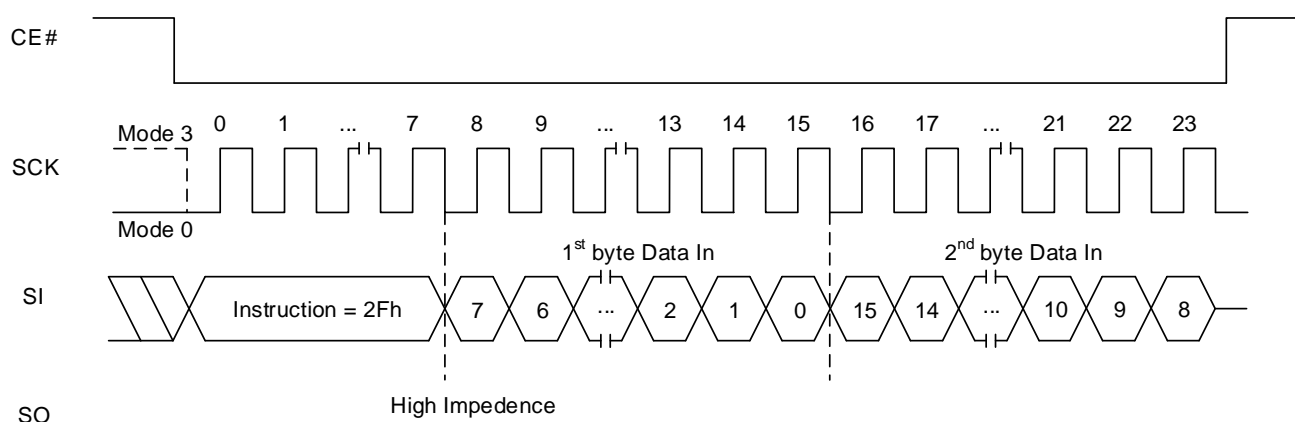 CE#
0 1 ... 7 8 9 ... 13 14 15 16 17 ... 21 22 23
Mode 3
SCK
Mode 0
1st byte Data In 2nd byte Data In
SI Instruction = 2Fh 7 6 ... 2 1 0 15 14 ... 10 9 8
High Impedence
SO